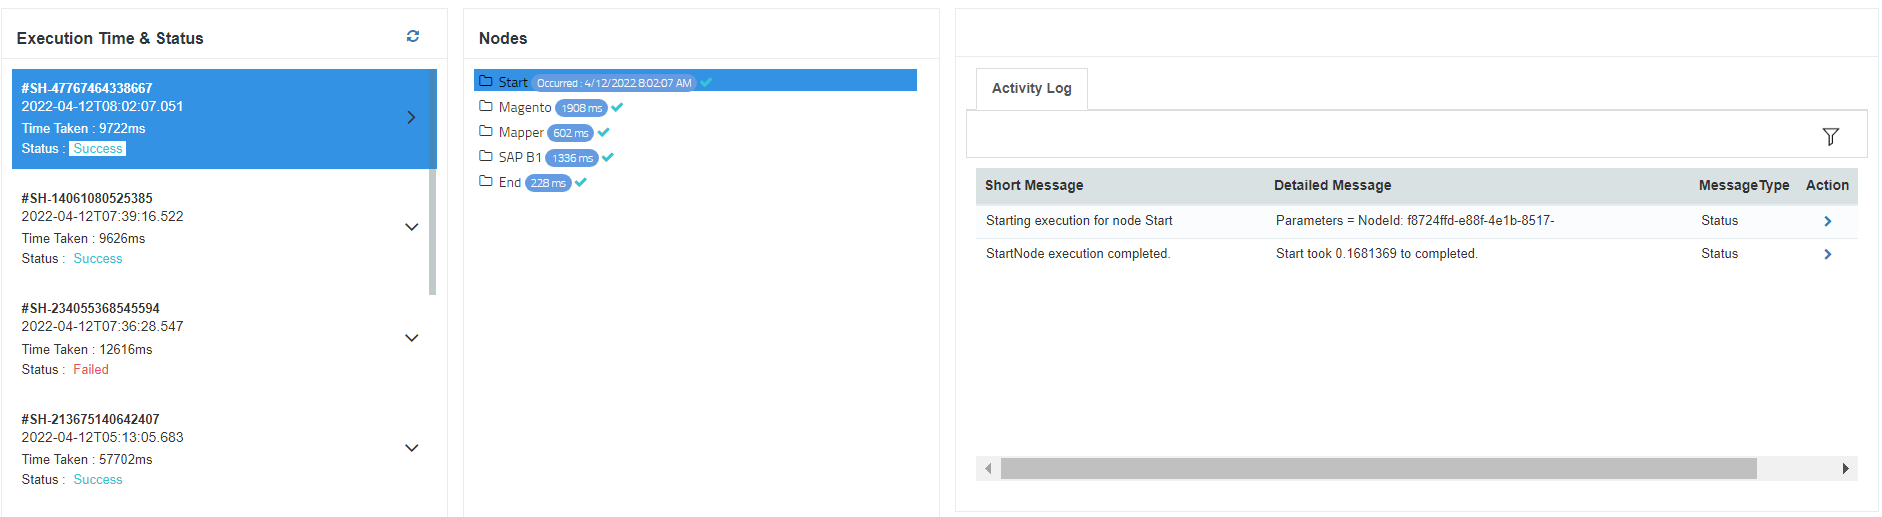 Execution Time & Status
#SH-47767464338667
2022-04-12T08:02:07.051
Time Taken : 9722ms
Status : Success
#SH-14061080525385
2022-04-12T07:39:16.522
Time Taken : 9626ms
Status : Success
#SH-234055368545594
2022-04-12T07:36:28.547
Time Taken : 12616ms
Status : Failed
#SH-213675140642407
2022-04-12T05:13:05.683
Time Taken : 57702ms
Status : Success
Nodes
Start Occurred : 4/12/2022 8:02:07 AM
Magento 1908 ms
Mapper 602 ms
SAP B1 1336 ms
End 228 ms
Activity Log
Short Message Detailed Message MessageType Action
Starting execution for node Start Parameters = NodeId: f8724ffd-e88f-4e1b-8517- Status
StartNode execution completed. Start took 0.1681369 to completed. Status